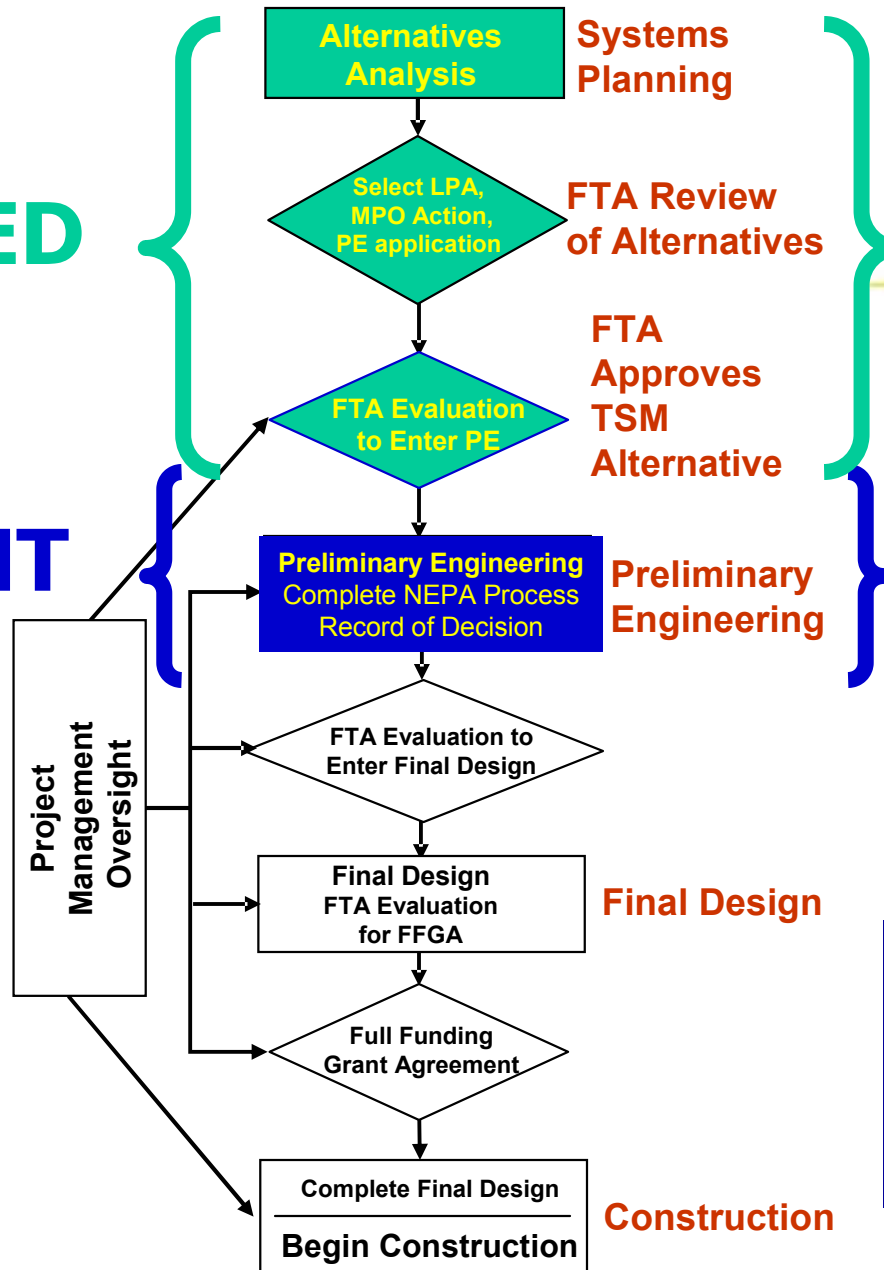 Alternatives
Analysis
Systems
Planning
Select LPA,
MPO Action,
PE application
FTA Review
of Alternatives
ED
FTA
Approves
TSM
Alternative
FTA Evaluation
to Enter PE
Preliminary Engineering
Complete NEPA Process
Record of Decision
Preliminary
Engineering
Project
Management
Oversight
FTA Evaluation to
Enter Final Design
Final Design
FTA Evaluation
for FFGA
Final Design
Full Funding
Grant Agreement
Complete Final Design
Begin Construction
Construction